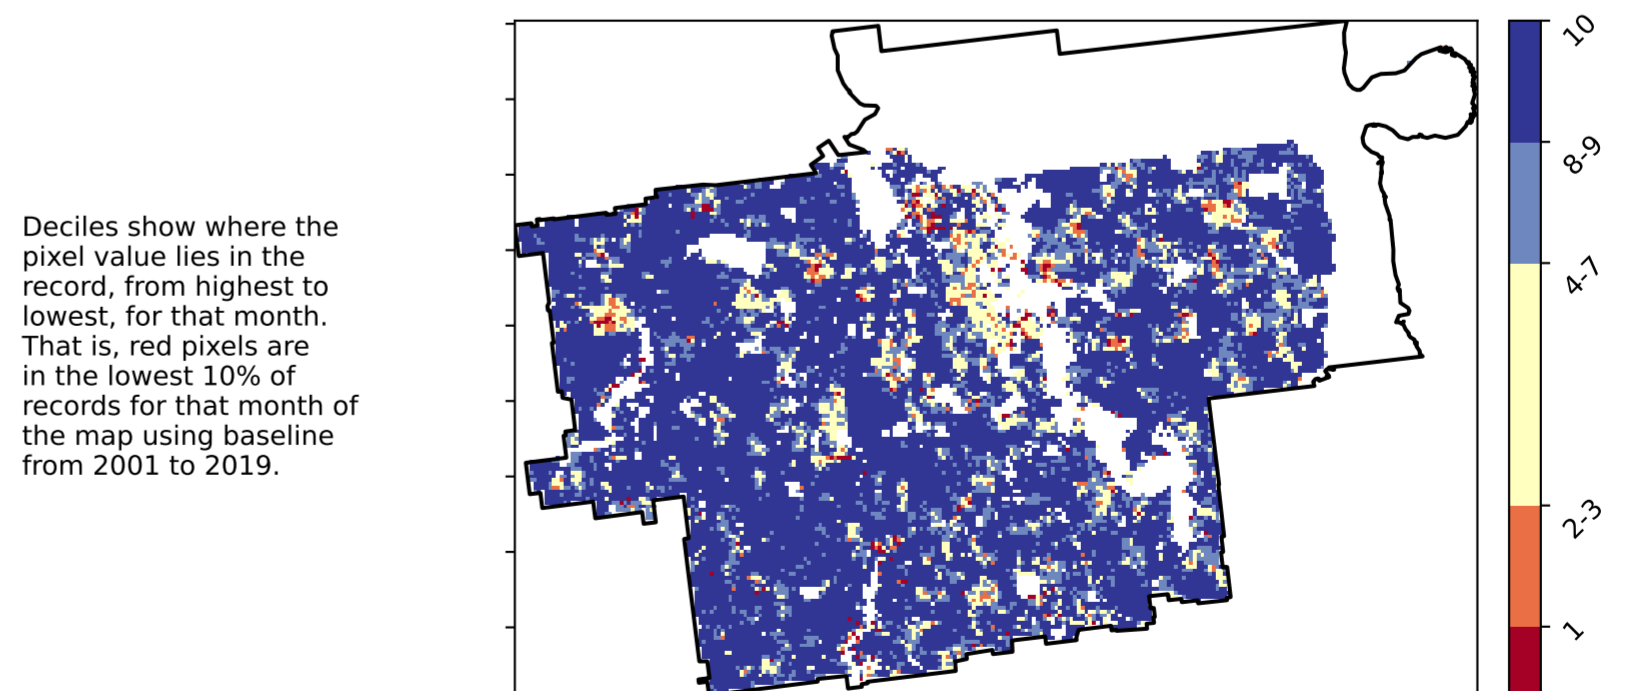 Deciles show where the
pixel value lies in the
record, from highest to
lowest, for that month.
That is, red pixels are
in the lowest 10% of
records for that month of
the map using baseline
from 2001 to 2019.
10
8-9
4-7
2-3
1